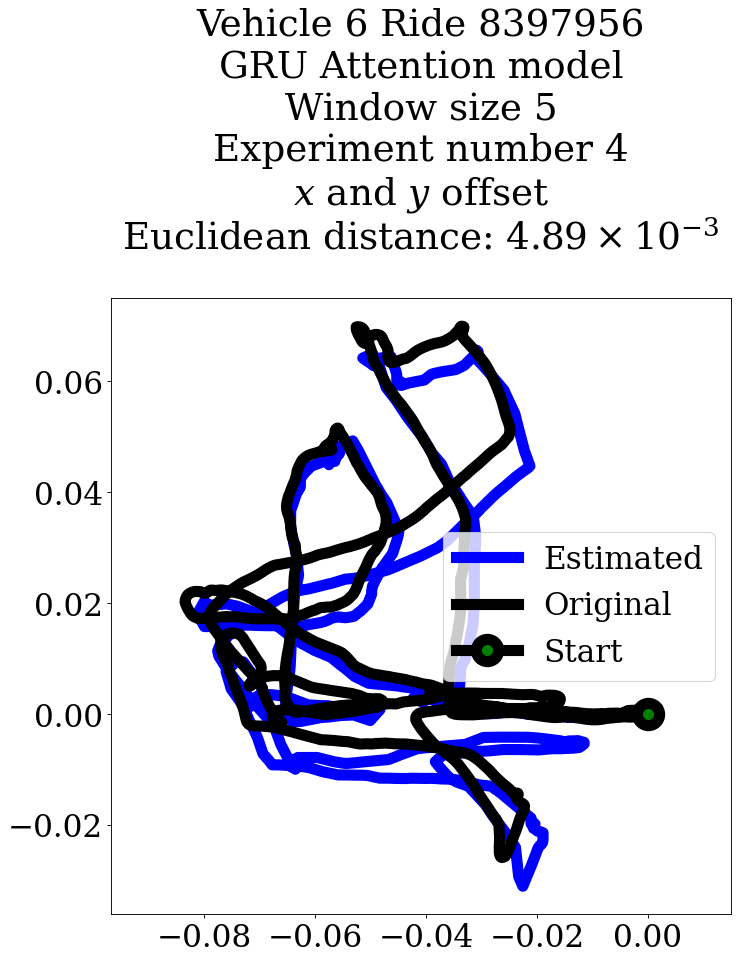 Vehicle 6 Ride 8397956
GRU Attention model
Window size 5
Experiment number 4
x and y offset
Euclidean distance: 4.89 × 10⁻³
0.06
0.04
0.02
0.00
−0.02
Estimated
Original
Start
−0.08 −0.06 −0.04 −0.02 0.00